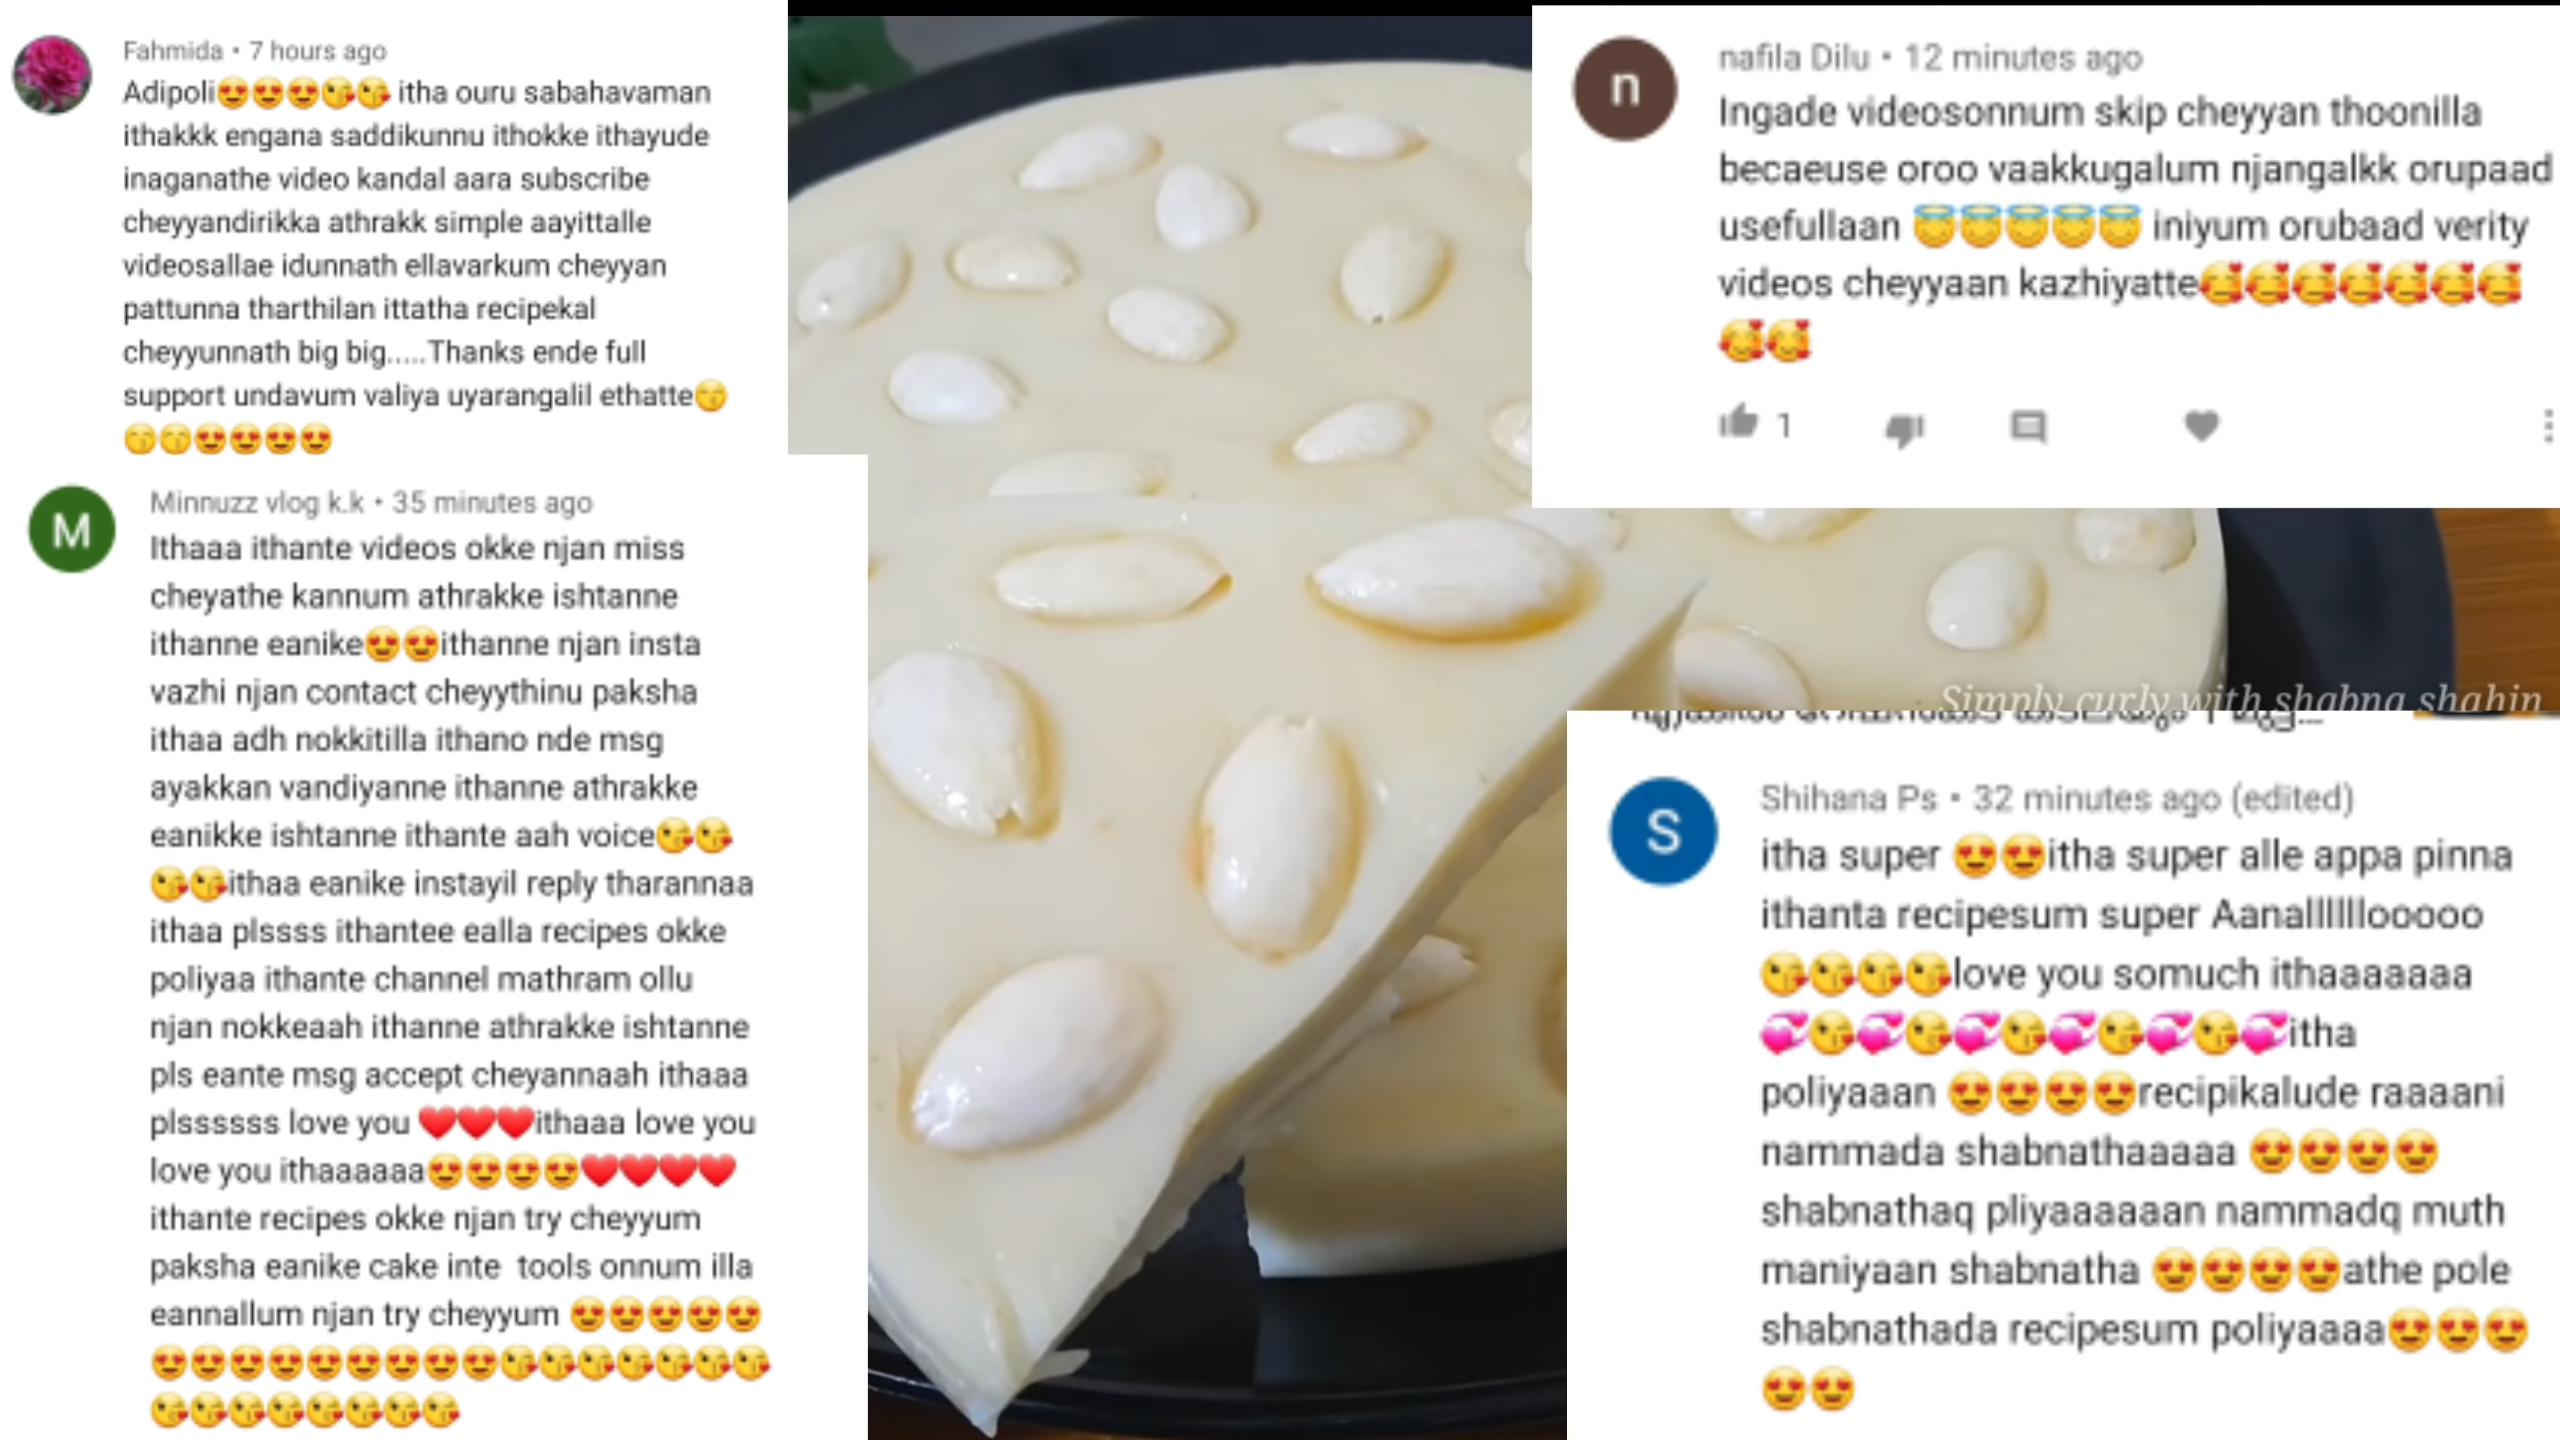 Fahmida • 7 hours ago
Adipoli😍😍😍😘😘 itha ouru sabahavaman
ithakkk engana saddikunnu ithokke ithayude
inaganathe video kandal aara subscribe
cheyyandirikka athrakk simple aayittalle
videosallae idunnath ellavarkum cheyyan
pattunna tharthilan ittatha recipekal
cheyyunnath big big.....Thanks ende full
support undavum valiya uyarangalil ethatte😙
😙😙😍😍😍😍
M
Minnuzz vlog k.k • 35 minutes ago
Ithaaa ithante videos okke njan miss
cheyathe kannum athrakke ishtanne
ithanne eanike😍😍ithanne njan insta
vazhi njan contact cheyythinu paksha
ithaa adh nokkitilla ithano nde msg
ayakkan vandiyanne ithanne athrakke
eanikke ishtanne ithante aah voice😘😘
😘😘ithaa eanike instayil reply tharannaa
ithaa plssss ithantee ealla recipes okke
poliyaa ithante channel mathram ollu
njan nokkeaah ithanne athrakke ishtanne
pls eante msg accept cheyannaah ithaaa
plssssss love you ❤❤❤ithaaa love you
love you ithaaaaaa😍😍😍😍❤❤❤❤
ithante recipes okke njan try cheyyum
paksha eanike cake inte  tools onnum illa
eannallum njan try cheyyum 😍😍😍😍😍
😍😍😍😍😍😍😍😍😍😘😘😘😘😘😘😘
😘😘😘😘😘😘😘😘
n
nafila Dilu • 12 minutes ago
Ingade videosonnum skip cheyyan thoonilla
becaeuse oroo vaakkugalum njangalkk orupaad
usefullaan 😇😇😇😇😇 iniyum orubaad verity
videos cheyyaan kazhiyatte🥰🥰🥰🥰🥰🥰🥰
🥰🥰
1
Simply curly with shabna shahin
S
Shihana Ps • 32 minutes ago (edited)
itha super 😍😍itha super alle appa pinna
ithanta recipesum super Aanalllllllooooo
😘😘😘😘love you somuch ithaaaaaaa
💞😘💞😘💞😘💞😘💞😘💞itha
poliyaaan 😍😍😍😍recipikalude raaaani
nammada shabnathaaaaa 😍😍😍😍
shabnathaq pliyaaaaaan nammadq muth
maniyaan shabnatha 😍😍😍😍athe pole
shabnathada recipesum poliyaaaa😍😍😍
😍😍